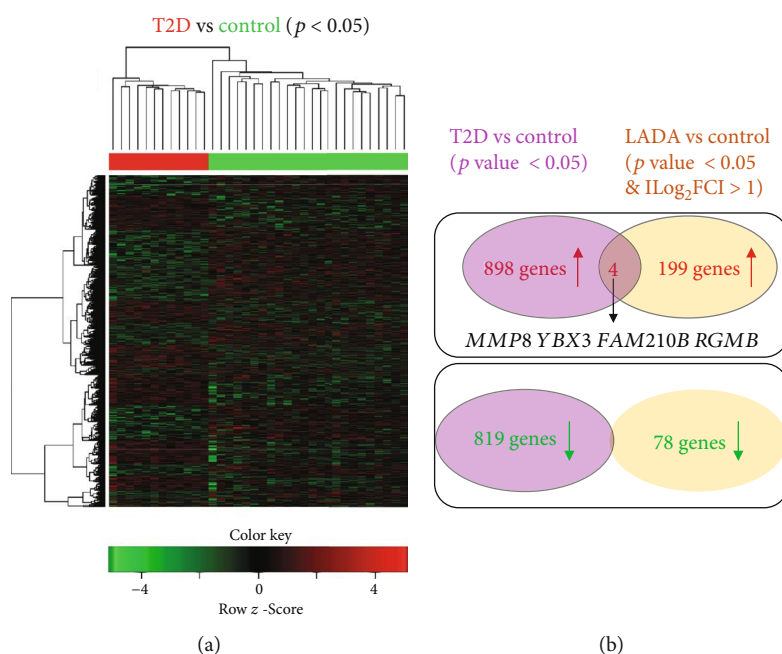 T2D vs control (p < 0.05)
Color key
−4 0 4
Row z -Score
(a)
T2D vs control
(p value < 0.05)
LADA vs control
(p value < 0.05
& ILog₂FCI > 1)
898 genes
4
199 genes
MMP8 YBX3 FAM210B RGMB
819 genes
78 genes
(b)